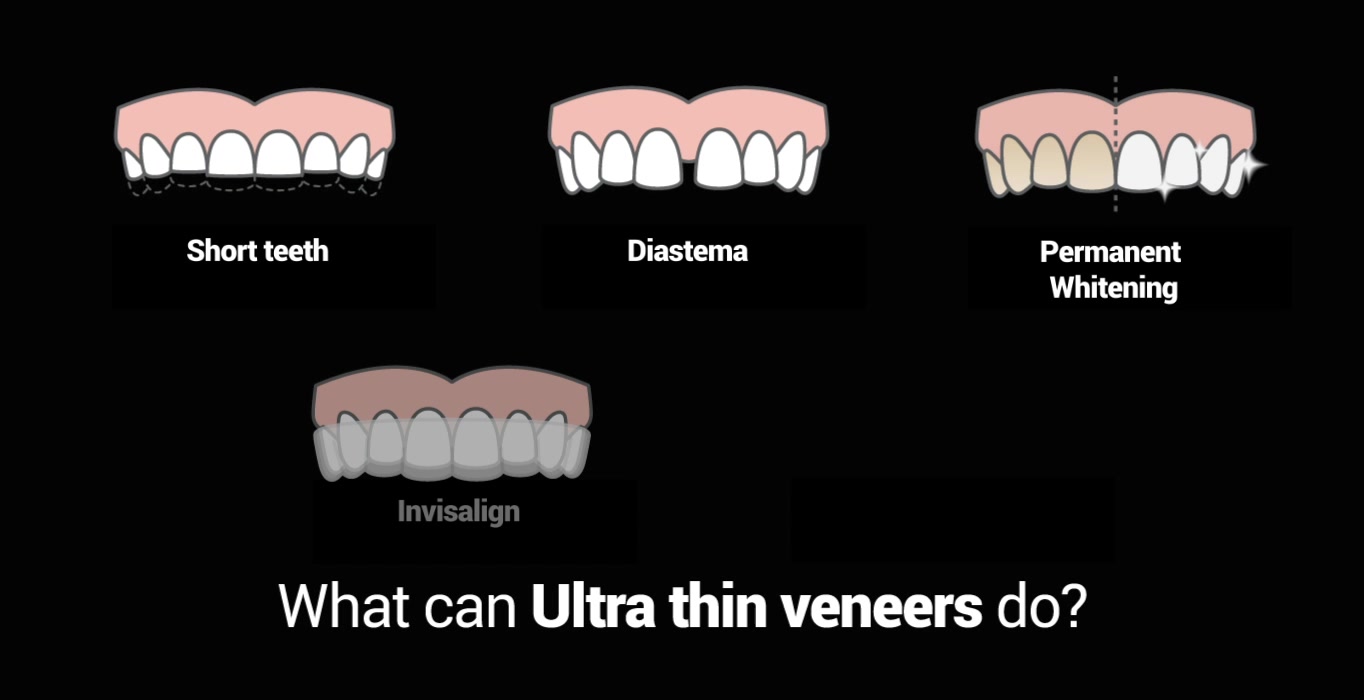 Short teeth
Diastema
Permanent
Whitening
Invisalign
What can Ultra thin veneers do?